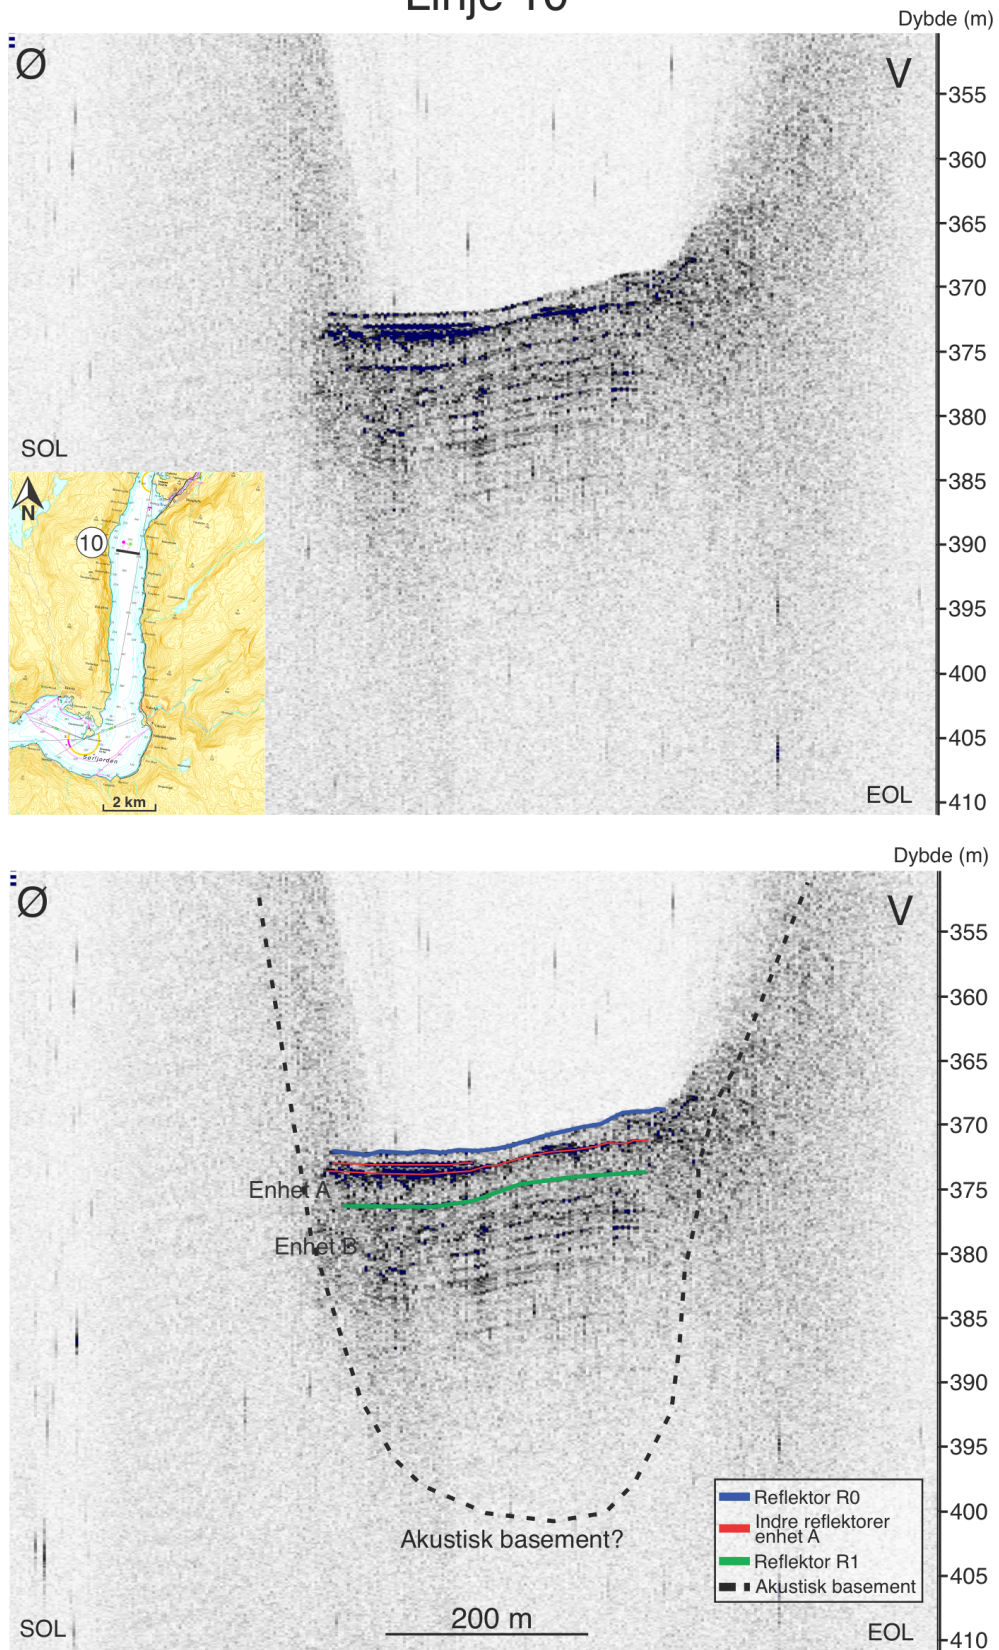 Linje 10
Dybde (m)
Ø
V
355
360
365
370
375
380
385
390
395
400
405
410
SOL
EOL
N
10
Sørfjorden
2 km
Dybde (m)
Ø
V
355
360
365
370
375
380
385
390
395
400
405
410
Enhet A
Enhet B
Akustisk basement?
Reflektor R0
Indre reflektorer
enhet A
Reflektor R1
Akustisk basement
SOL
200 m
EOL